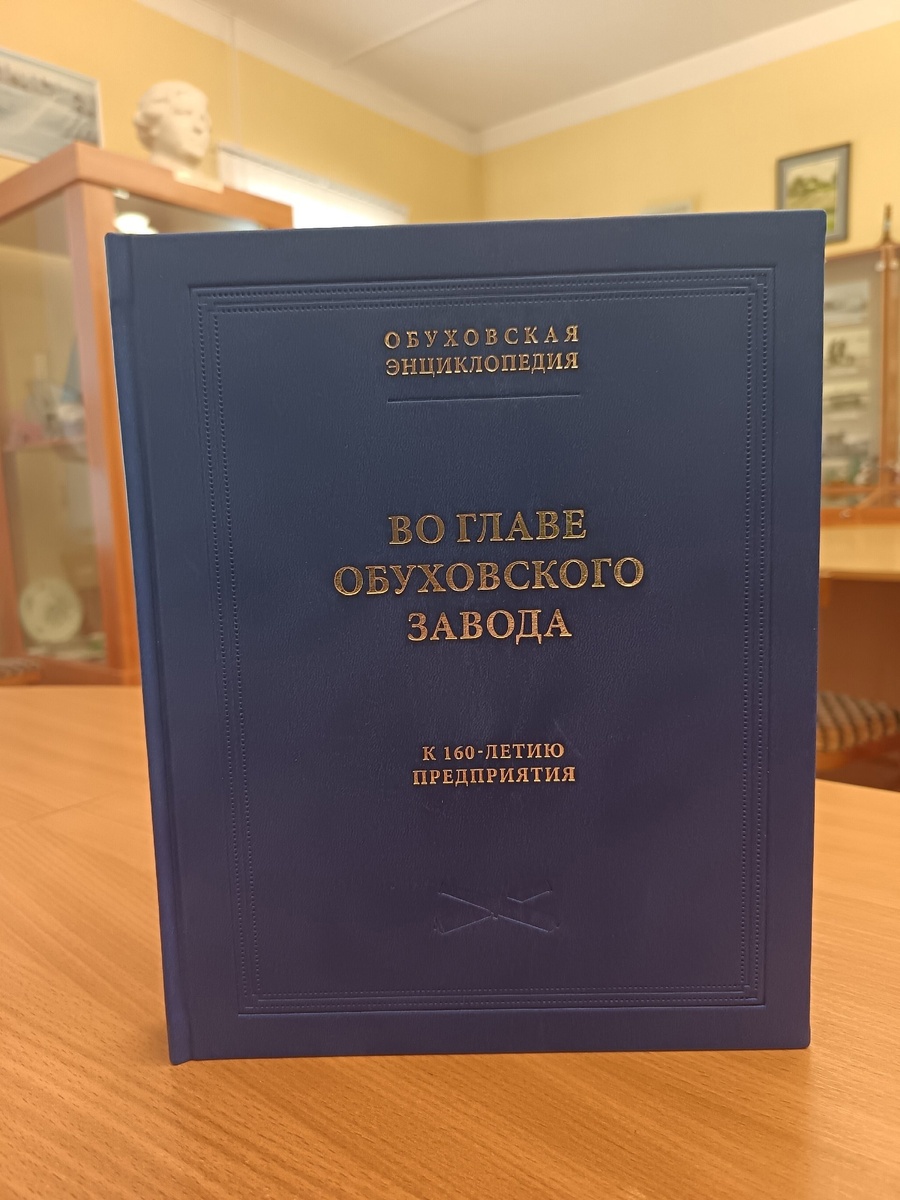 ОБУХОВСКАЯ
ЭНЦИКЛОПЕДИЯ
ВО ГЛАВЕ
ОБУХОВСКОГО
ЗАВОДА
К 160-ЛЕТИЮ
ПРЕДПРИЯТИЯ